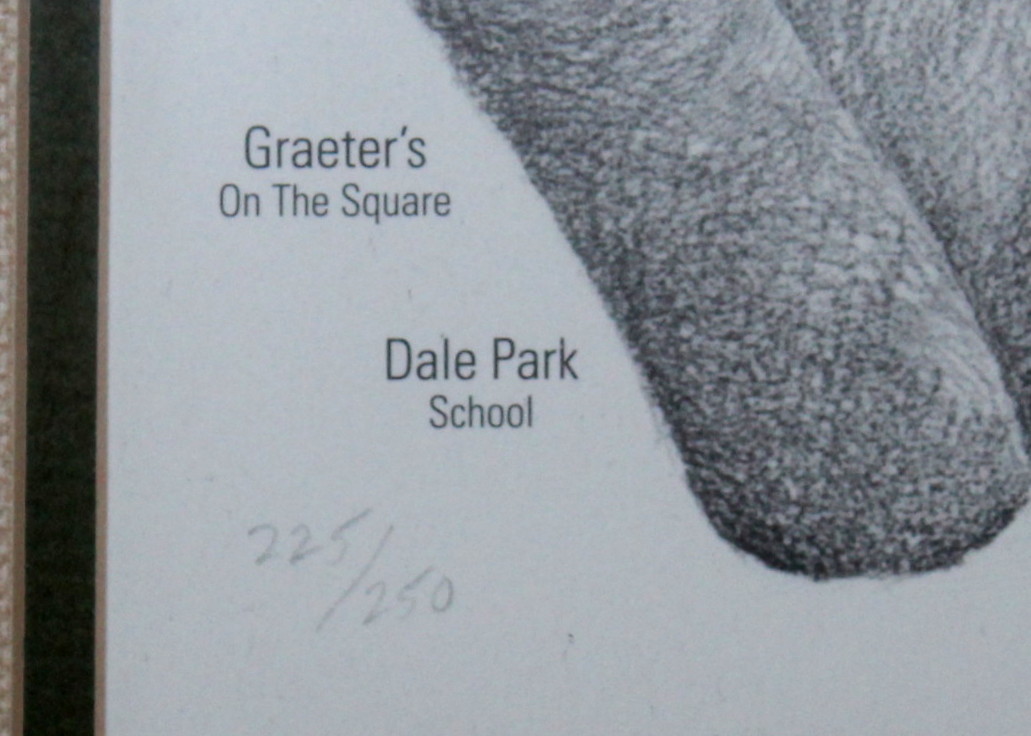 Graeter's
On The Square
Dale Park
School
225/250